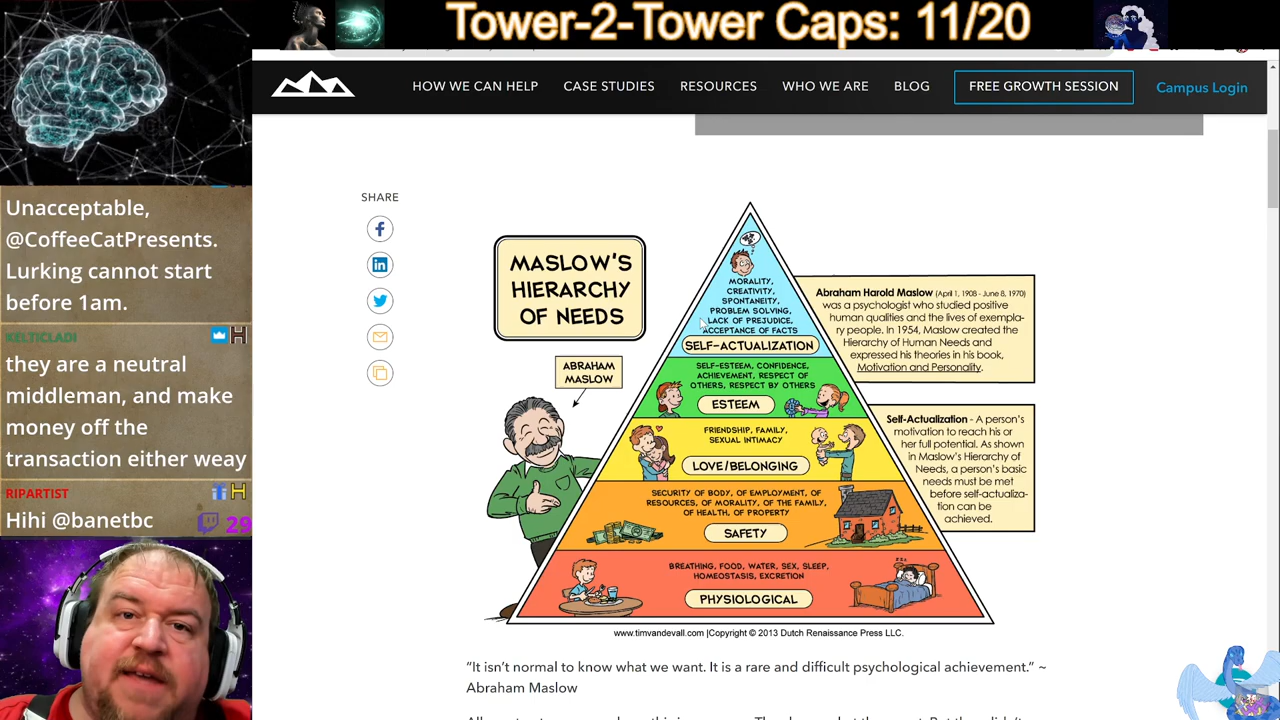 Tower-2-Tower Caps: 11/20
HOW WE CAN HELP
CASE STUDIES
RESOURCES
WHO WE ARE
BLOG
FREE GROWTH SESSION
Campus Login
Unacceptable,
@CoffeeCatPresents.
Lurking cannot start
before 1am.
KELTICLADI
they are a neutral
middleman, and make
money off the
transaction either weay
RIPARTIST
Hihi @banetbc
29
SHARE
MASLOW'S
HIERARCHY
OF NEEDS
ABRAHAM
MASLOW
MORALITY,
CREATIVITY,
SPONTANEITY,
PROBLEM SOLVING,
LACK OF PREJUDICE,
ACCEPTANCE OF FACTS
SELF-ACTUALIZATION
SELF-ESTEEM, CONFIDENCE,
ACHIEVEMENT, RESPECT OF
OTHERS, RESPECT BY OTHERS
ESTEEM
FRIENDSHIP, FAMILY,
SEXUAL INTIMACY
LOVE/BELONGING
SECURITY OF BODY, OF EMPLOYMENT, OF
RESOURCES, OF MORALITY, OF THE FAMILY,
OF HEALTH, OF PROPERTY
SAFETY
BREATHING, FOOD, WATER, SEX, SLEEP,
HOMEOSTASIS, EXCRETION
PHYSIOLOGICAL
Abraham Harold Maslow (April 1, 1908 - June 8, 1970)
was a psychologist who studied positive
human qualities and the lives of exempla-
ry people. In 1954, Maslow created the
Hierarchy of Human Needs and
expressed his theories in his book,
Motivation and Personality.
Self-Actualization - A person's
motivation to reach his or
her full potential. As shown
in Maslow's Hierarchy of
Needs, a person's basic
needs must be met
before self-actualiza-
tion can be
achieved.
www.timvandevall.com |Copyright © 2013 Dutch Renaissance Press LLC.
"It isn't normal to know what we want. It is a rare and difficult psychological achievement." ~
Abraham Maslow